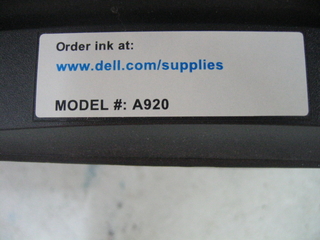 Order ink at:
www.dell.com/supplies
MODEL #: A920